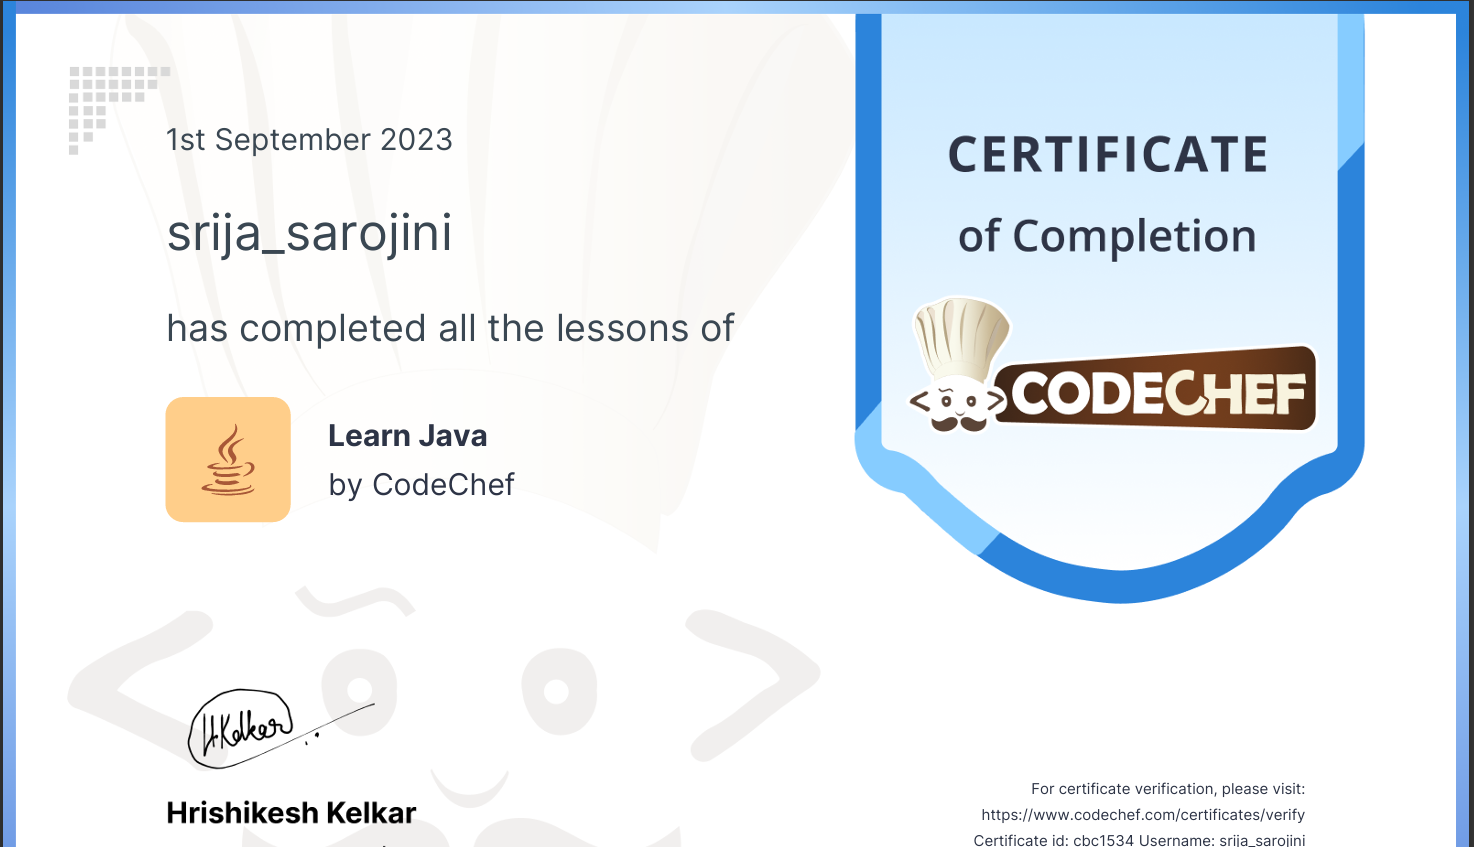 1st September 2023
srija_sarojini
has completed all the lessons of
Learn Java
by CodeChef
CERTIFICATE
of Completion
CODECHEF
H.Kelkar
Hrishikesh Kelkar
For certificate verification, please visit:
https://www.codechef.com/certificates/verify
Certificate id: cbc1534 Username: srija_sarojini